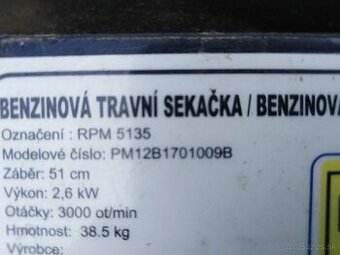 BENZINOVÁ TRAVNÍ SEKAČKA / BENZINOVÁ
Označení : RPM 5135
Modelové číslo: PM12B1701009B
Záběr: 51 cm
Výkon: 2,6 kW
Otáčky: 3000 ot/min
Hmotnost: 38.5 kg
Výrobce: